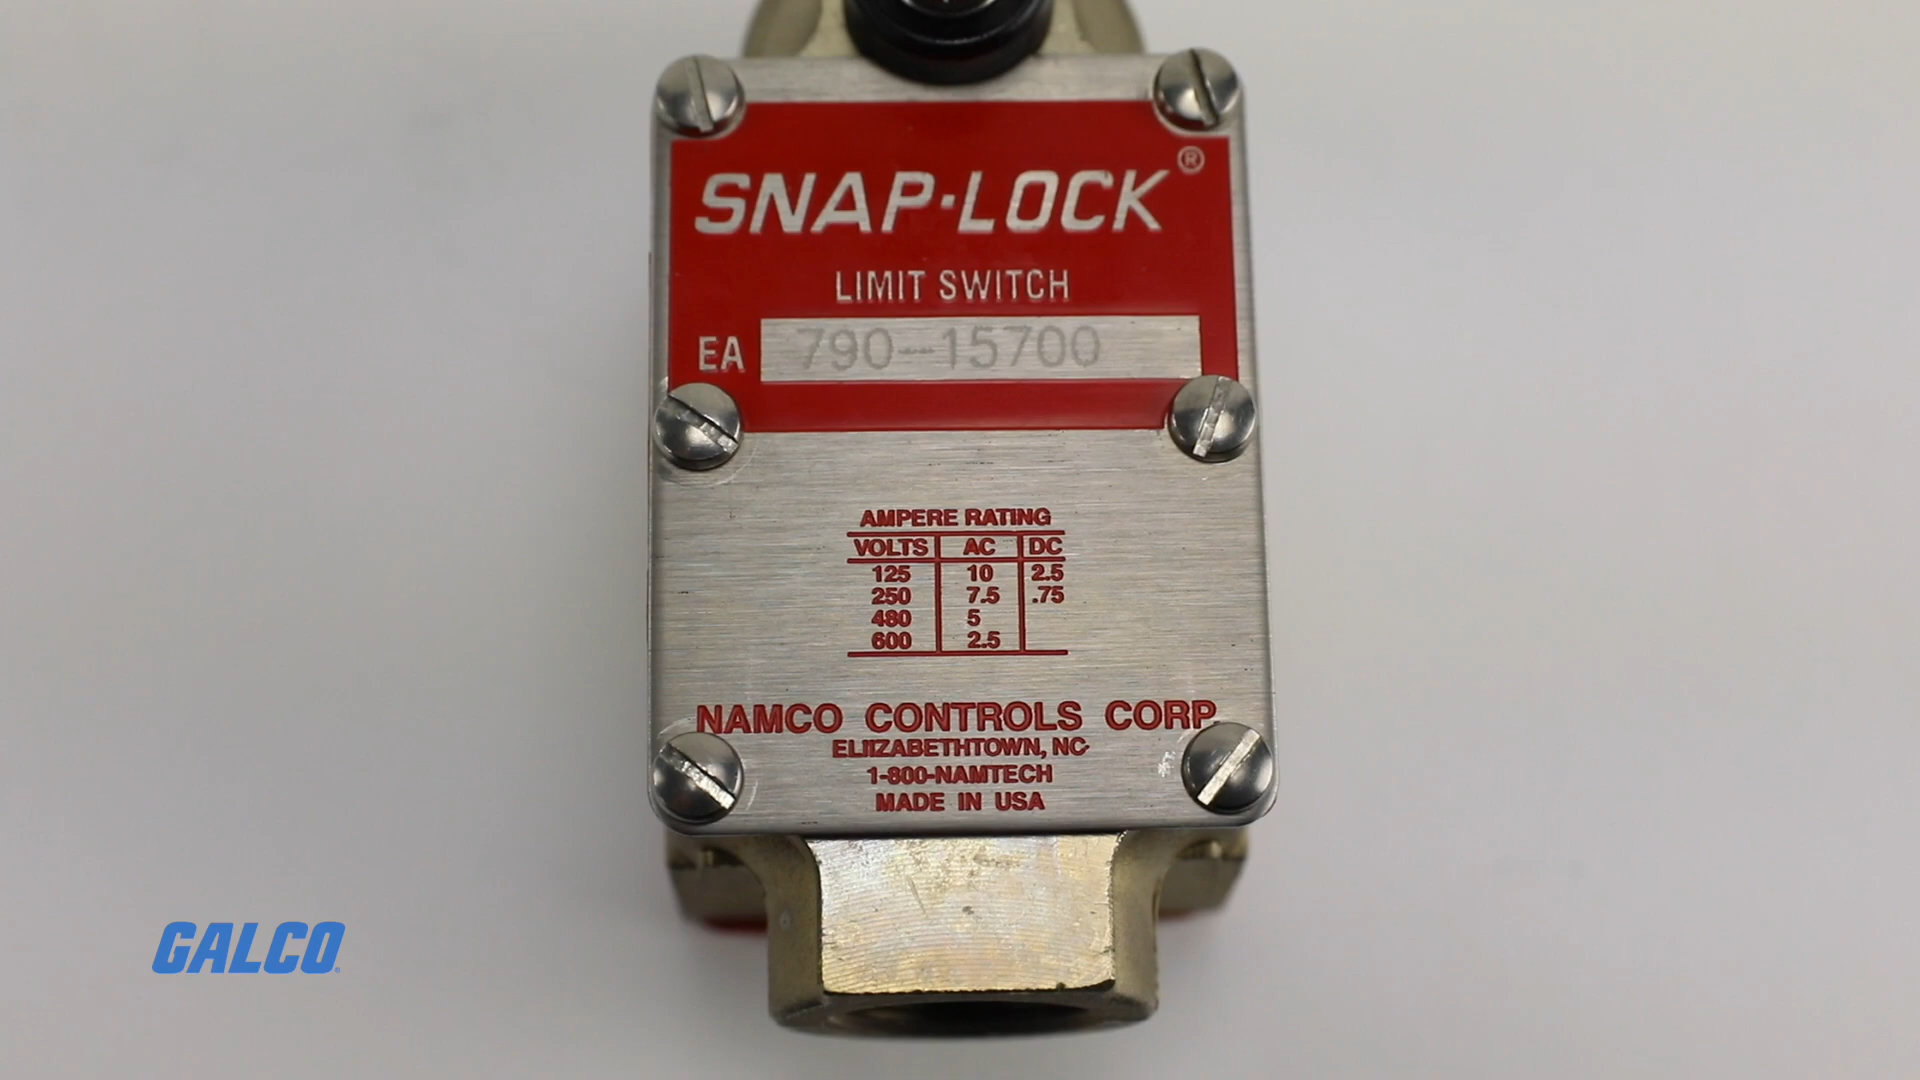 SNAP·LOCK®
LIMIT SWITCH
EA 790-15700
AMPERE RATING
VOLTS AC DC
125 10 2.5
250 7.5 .75
480 5
600 2.5
NAMCO CONTROLS CORP.
ELIZABETHTOWN, NC
1-800-NAMTECH
MADE IN USA
GALCO®